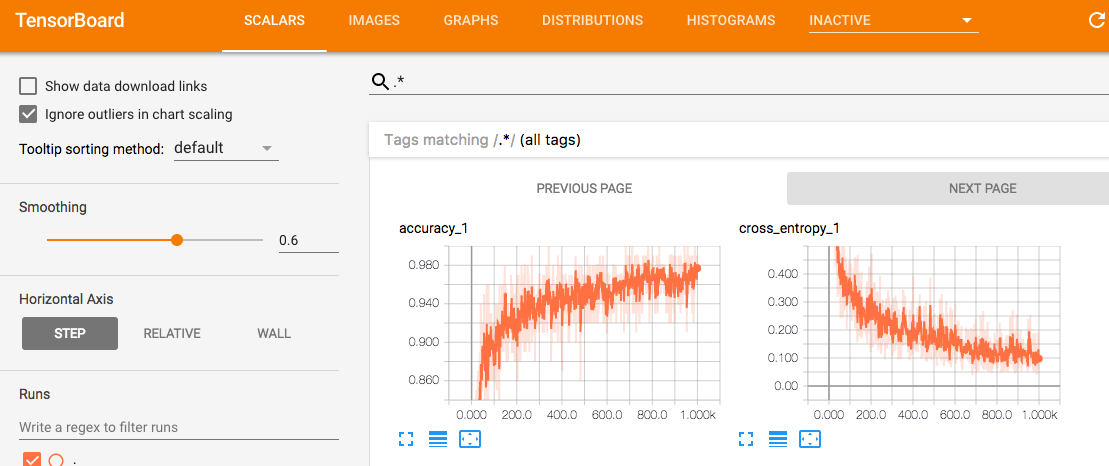 TensorBoard SCALARS IMAGES GRAPHS DISTRIBUTIONS HISTOGRAMS INACTIVE
Show data download links
Ignore outliers in chart scaling
Tooltip sorting method: default
Smoothing
0.6
Horizontal Axis
STEP RELATIVE WALL
Runs
Write a regex to filter runs
.
.*
Tags matching /.*/ (all tags)
PREVIOUS PAGE NEXT PAGE
accuracy_1
0.980
0.940
0.900
0.860
0.000 200.0 400.0 600.0 800.0 1.000k
cross_entropy_1
0.400
0.300
0.200
0.100
0.00
0.000 200.0 400.0 600.0 800.0 1.000k